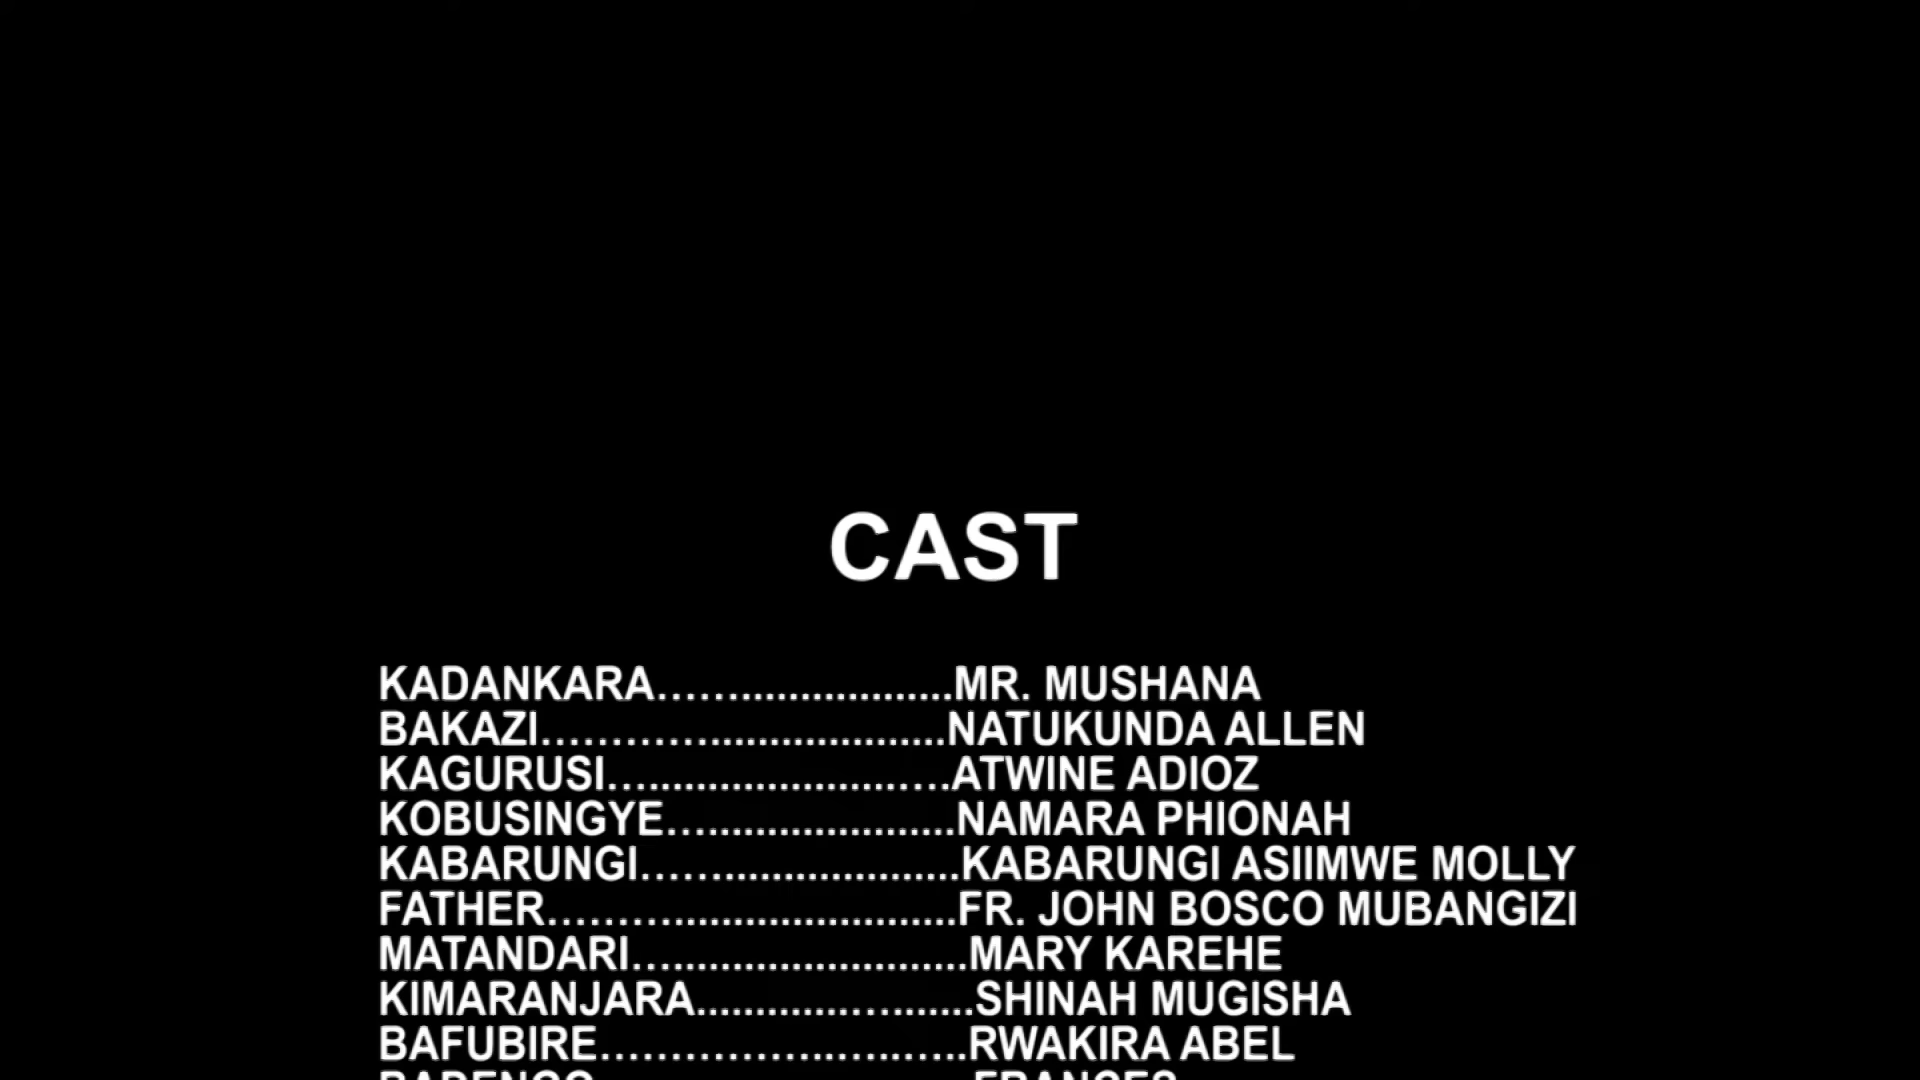 CAST
KADANKARA........................MR. MUSHANA
BAKAZI................................NATUKUNDA ALLEN
KAGURUSI.............................ATWINE ADIOZ
KOBUSINGYE........................NAMARA PHIONAH
KABARUNGI..........................KABARUNGI ASIIMWE MOLLY
FATHER.................................FR. JOHN BOSCO MUBANGIZI
MATANDARI............................MARY KAREHE
KIMARANJARA.......................SHINAH MUGISHA
BAFUBIRE..............................RWAKIRA ABEL